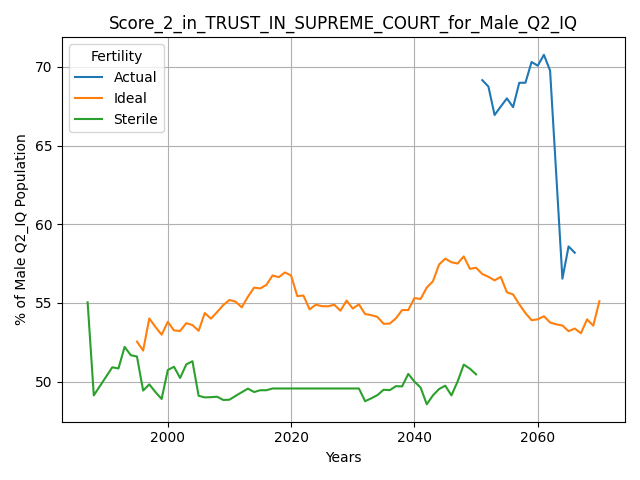 Score_2_in_TRUST_IN_SUPREME_COURT_for_Male_Q2_IQ
Fertility
Actual
Ideal
Sterile
% of Male Q2_IQ Population
70
65
60
55
50
2000
2020
2040
2060
Years